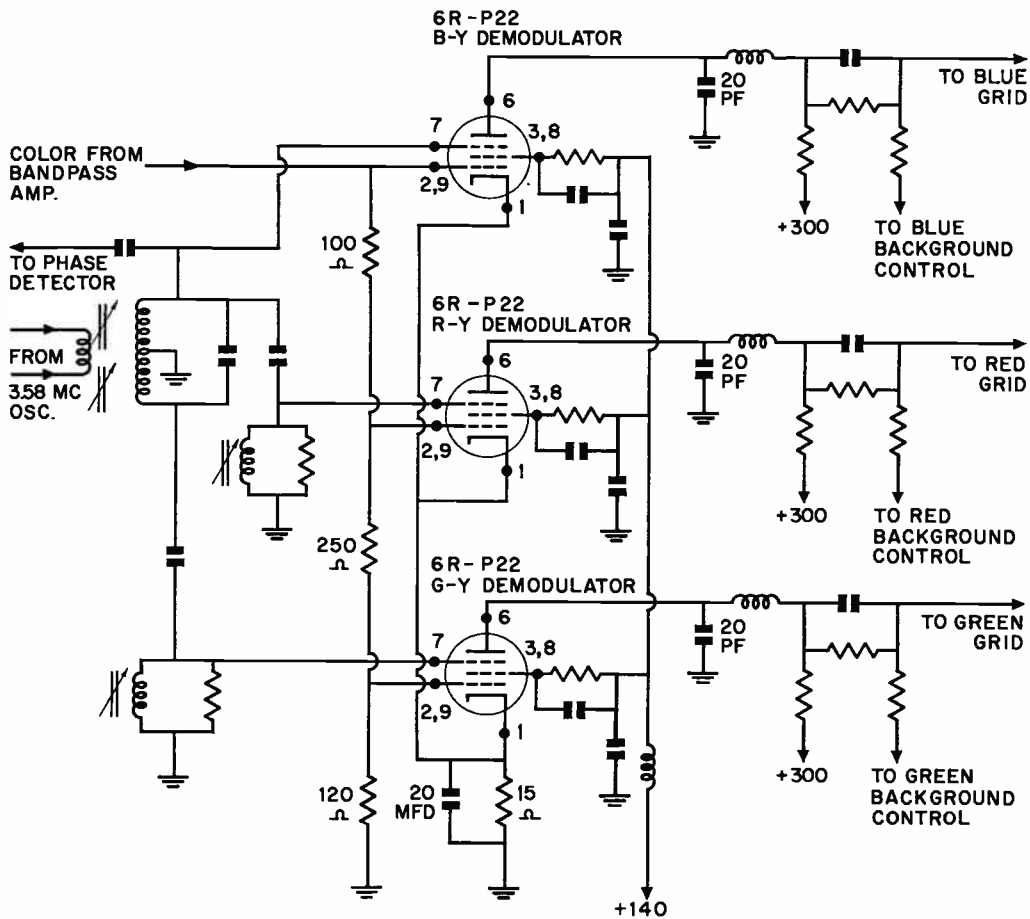 6R-P22
B-Y DEMODULATOR
6
7
3,8
2,9
1
20
PF
TO BLUE
GRID
+300
TO BLUE
BACKGROUND
CONTROL
COLOR FROM
BANDPASS
AMP.
100
Ω
TO PHASE
DETECTOR
FROM
3.58 MC
OSC.
6R-P22
R-Y DEMODULATOR
6
7
3,8
2,9
1
20
PF
TO RED
GRID
+300
TO RED
BACKGROUND
CONTROL
250
Ω
6R-P22
G-Y DEMODULATOR
6
7
3,8
2,9
1
20
PF
TO GREEN
GRID
+300
TO GREEN
BACKGROUND
CONTROL
120
Ω
20
MFD
15
Ω
+140